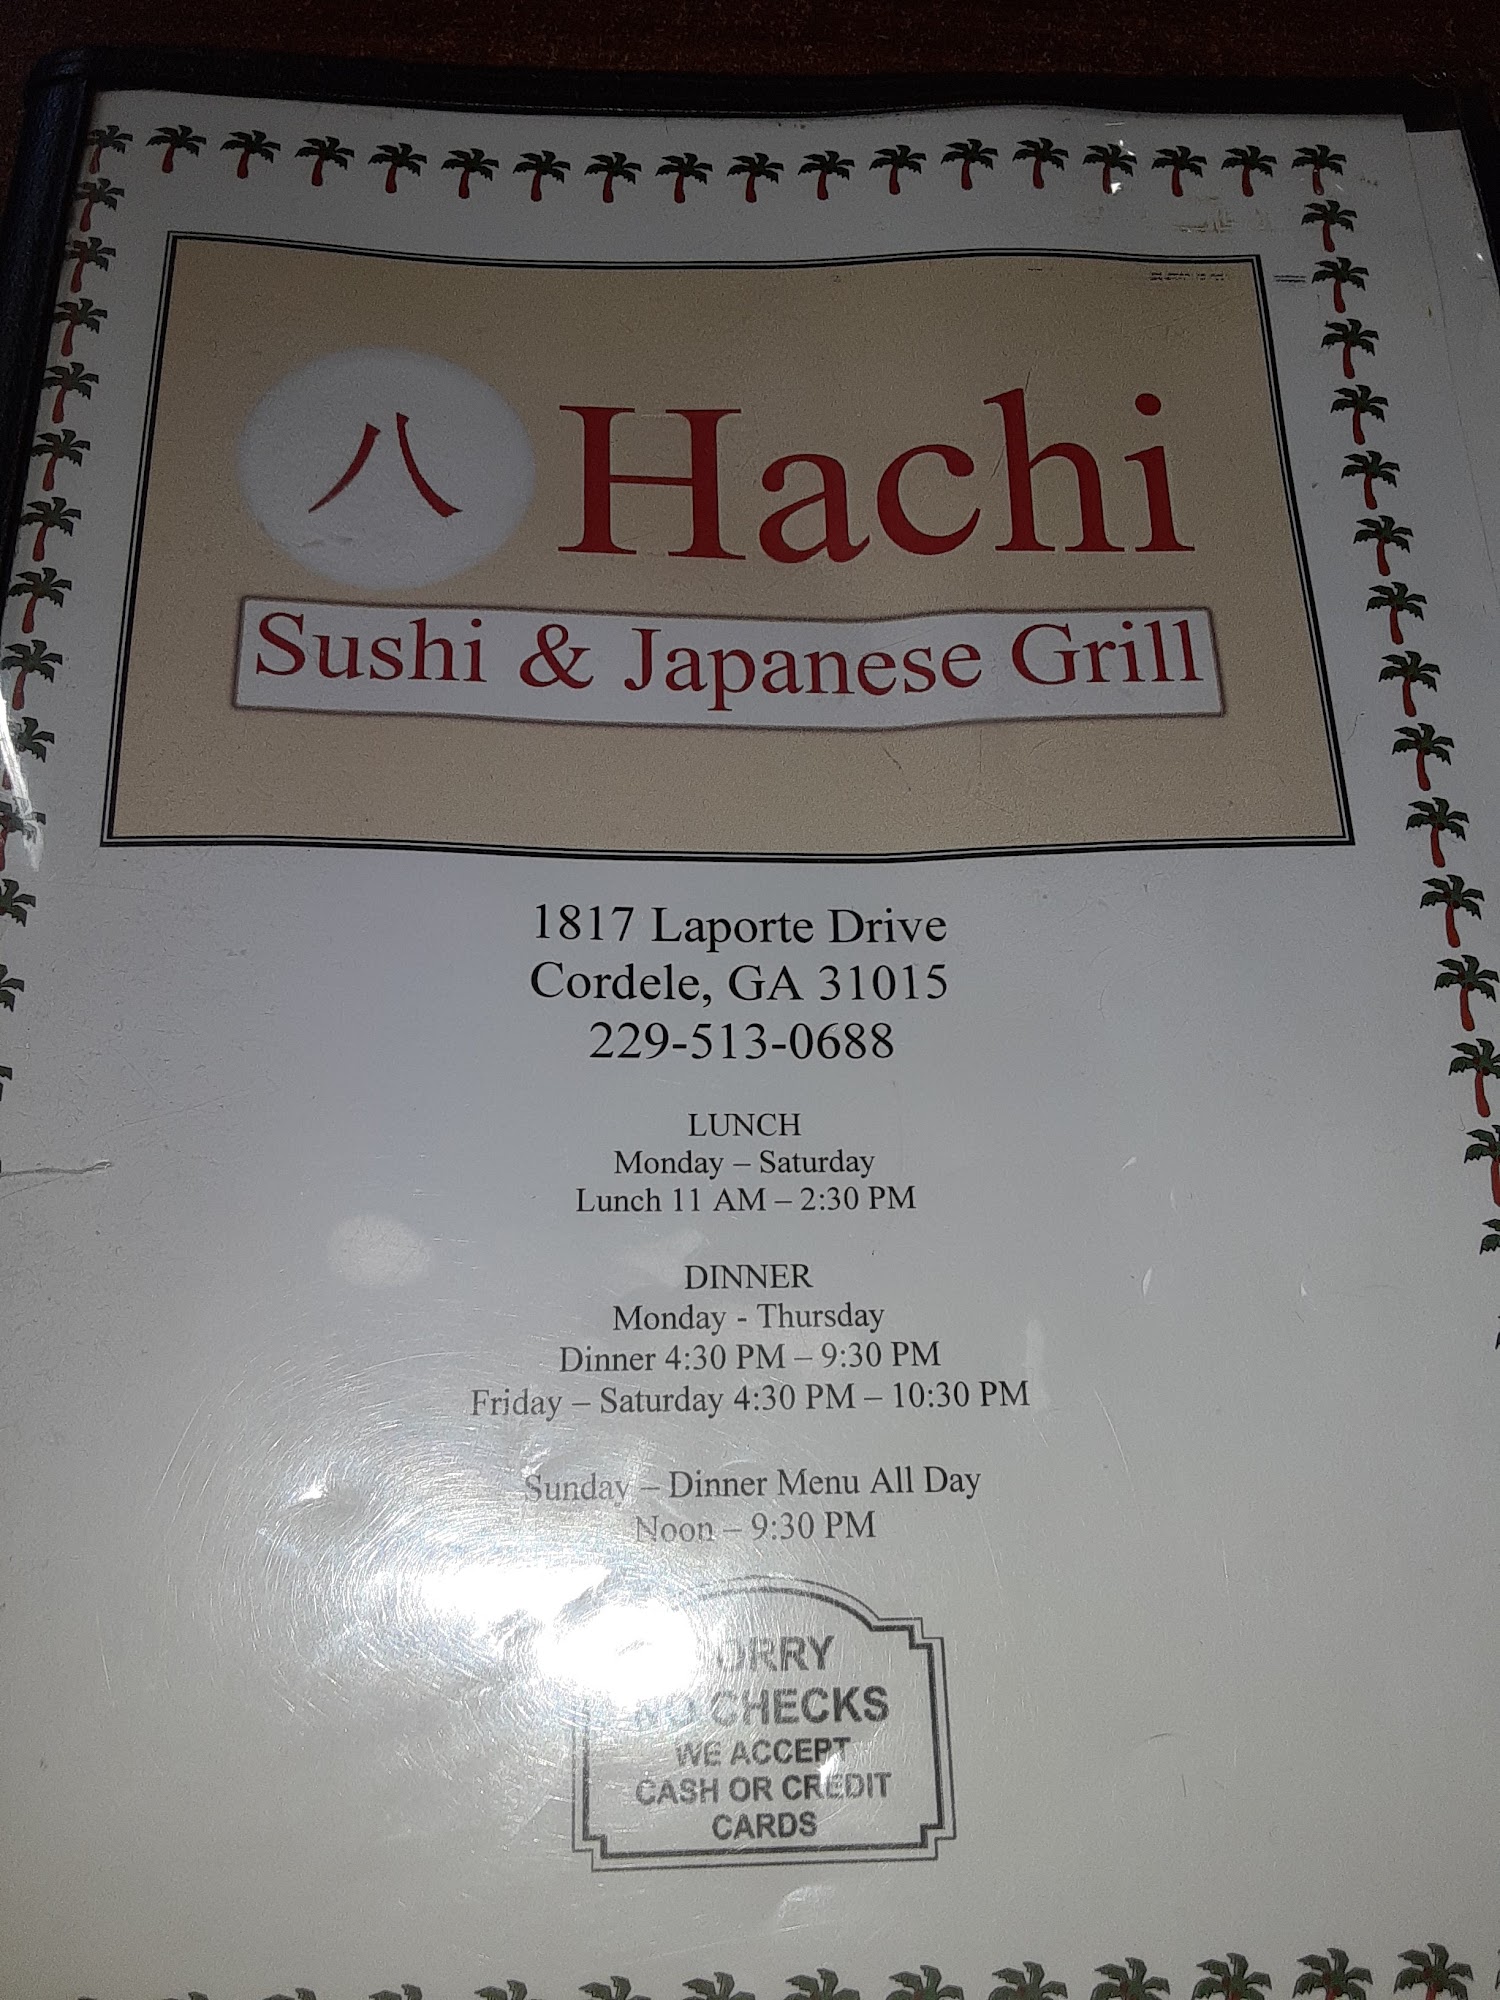 八 Hachi
Sushi & Japanese Grill
1817 Laporte Drive
Cordele, GA 31015
229-513-0688
LUNCH
Monday – Saturday
Lunch 11 AM – 2:30 PM
DINNER
Monday - Thursday
Dinner 4:30 PM – 9:30 PM
Friday – Saturday 4:30 PM – 10:30 PM
Sunday – Dinner Menu All Day
Noon – 9:30 PM
SORRY
NO CHECKS
WE ACCEPT
CASH OR CREDIT
CARDS